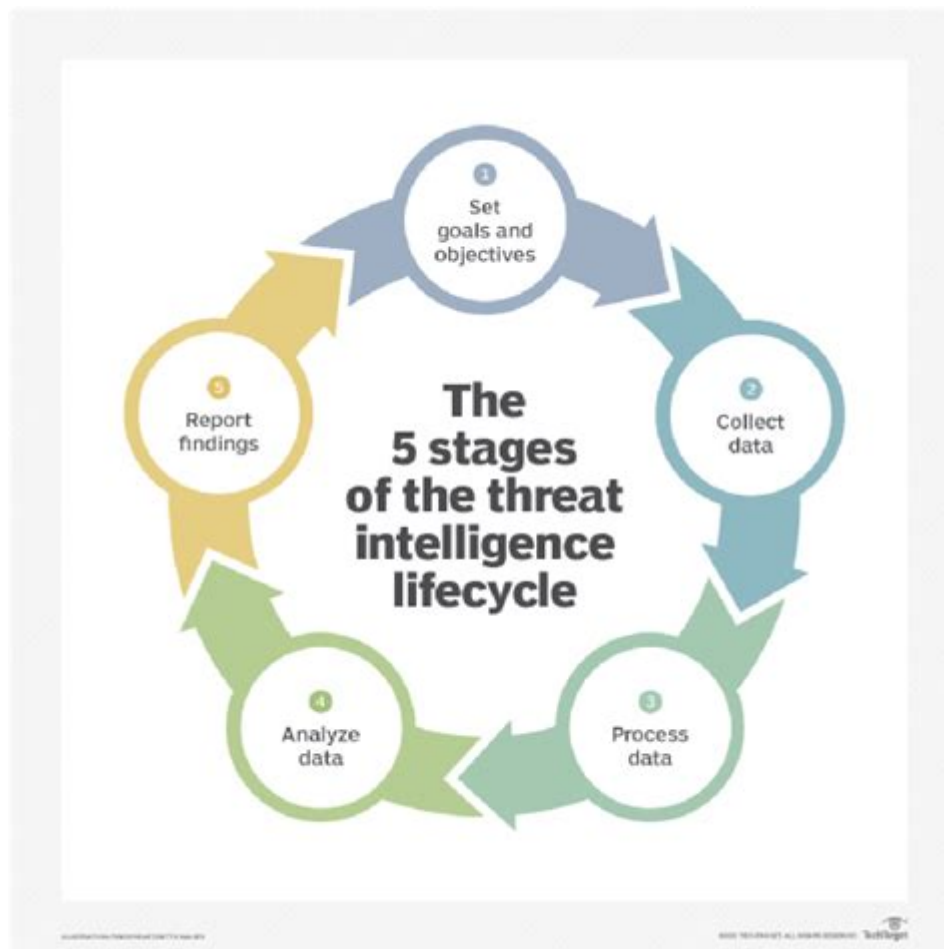 1
Set
goals and
objectives
2
Collect
data
3
Process
data
4
Analyze
data
5
Report
findings
The
5 stages
of the threat
intelligence
lifecycle
TechTarget